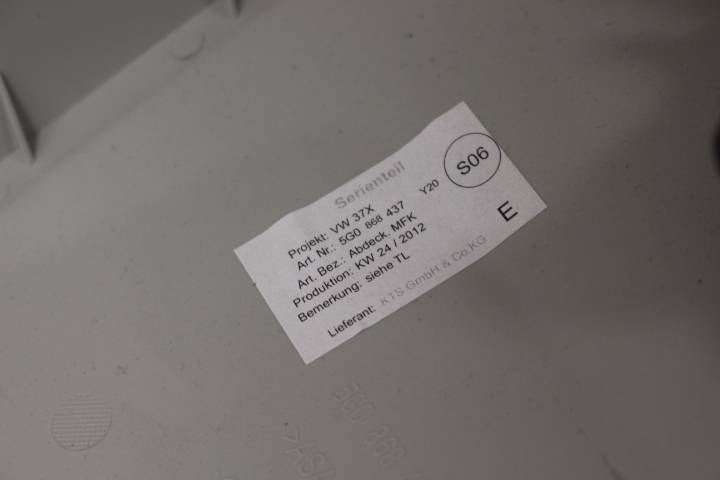 Serienteil
S06
Projekt: VW 37X
Art. Nr.: 5G0 868 437 Y20
Art. Bez.: Abdeck. MFK
Produktion: KW 24 / 2012
E
Bemerkung: siehe TL
Lieferant: KTS GmbH & Co KG